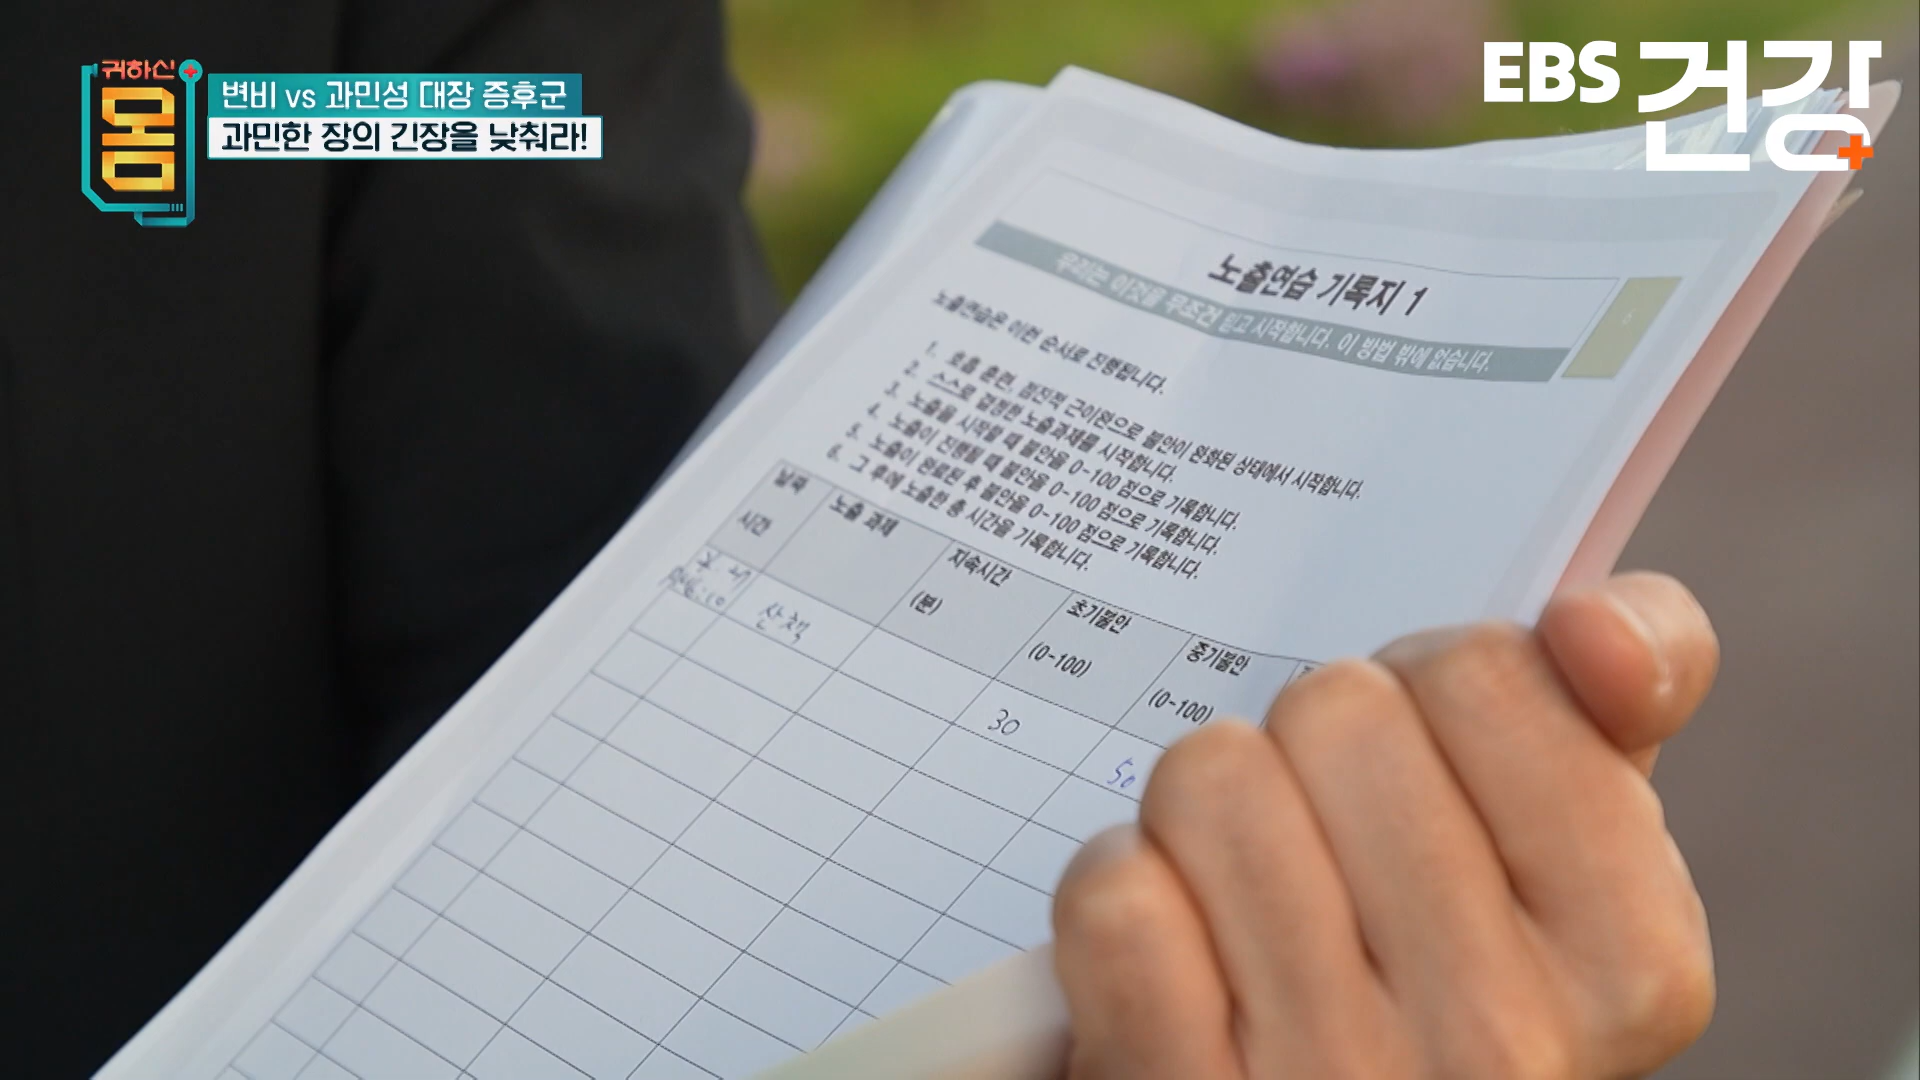 귀하신
몸
변비 vs 과민성 대장 증후군
과민한 장의 긴장을 낮춰라!
EBS 건강
노출연습 기록지 1
우리는 이것을 무조건 믿고 시작합니다. 이 방법 밖에 없습니다.
노출연습은 이런 순서로 진행됩니다.
1. 호흡 훈련, 점진적 근이완으로 불안이 완화된 상태에서 시작합니다.
2. 스스로 결정한 노출과제를 시작합니다.
3. 노출을 시작할 때 불안을 0-100 점으로 기록합니다.
4. 노출이 진행될 때 불안을 0-100 점으로 기록합니다.
5. 노출이 완료된 후 불안을 0-100 점으로 기록합니다.
6. 그 후에 노출한 총 시간을 기록합니다.
날짜
시간
노출 과제
지속시간
(분)
초기불안
(0-100)
중기불안
(0-100)
산책
30
50